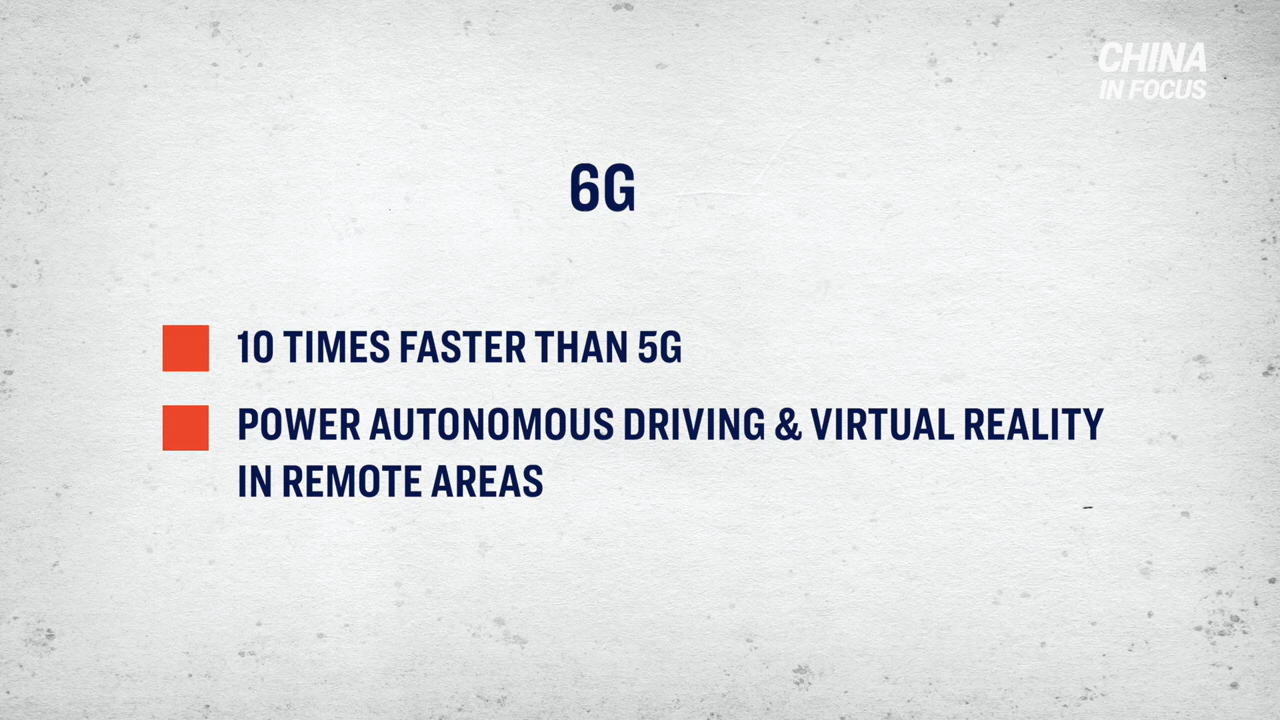 CHINA
IN FOCUS
6G
10 TIMES FASTER THAN 5G
POWER AUTONOMOUS DRIVING & VIRTUAL REALITY
IN REMOTE AREAS